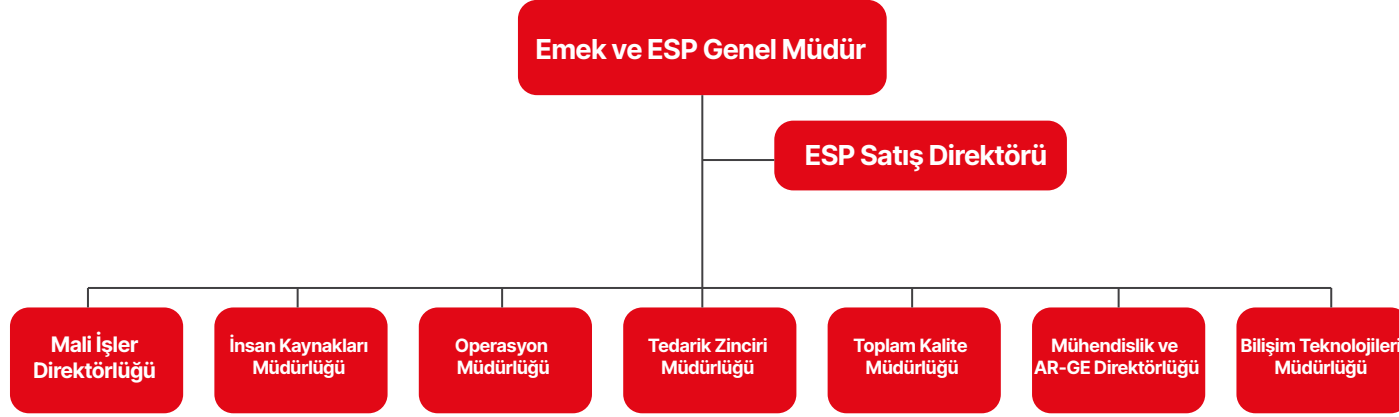 Emek ve ESP Genel Müdür
ESP Satış Direktörü
Mali İşler
Direktörlüğü
İnsan Kaynakları
Müdürlüğü
Operasyon
Müdürlüğü
Tedarik Zinciri
Müdürlüğü
Toplam Kalite
Müdürlüğü
Mühendislik ve
AR-GE Direktörlüğü
Bilişim Teknolojileri
Müdürlüğü